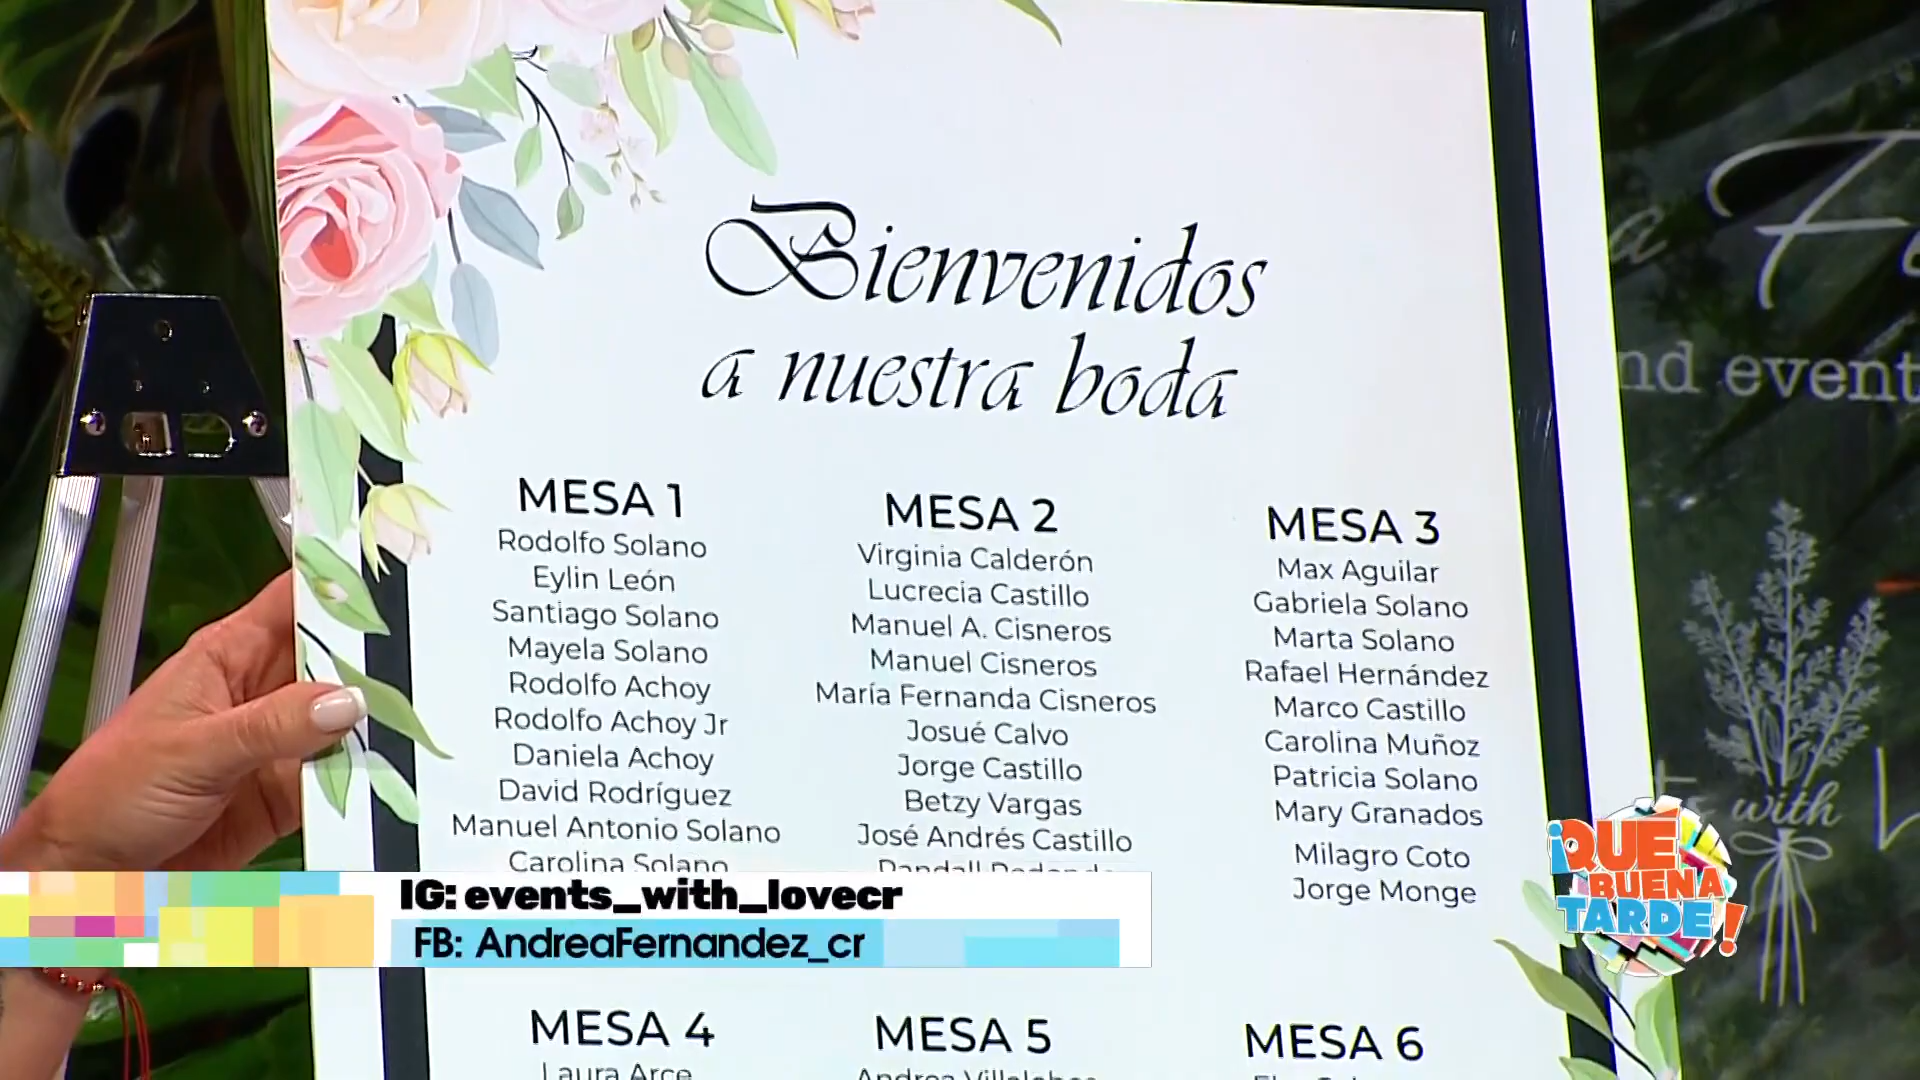 Bienvenidos
a nuestra boda
MESA 1
Rodolfo Solano
Eylin León
Santiago Solano
Mayela Solano
Rodolfo Achoy
Rodolfo Achoy Jr
Daniela Achoy
David Rodríguez
Manuel Antonio Solano
Carolina Solano
MESA 2
Virginia Calderón
Lucrecia Castillo
Manuel A. Cisneros
Manuel Cisneros
María Fernanda Cisneros
Josué Calvo
Jorge Castillo
Betzy Vargas
José Andrés Castillo
MESA 3
Max Aguilar
Gabriela Solano
Marta Solano
Rafael Hernández
Marco Castillo
Carolina Muñoz
Patricia Solano
Mary Granados
Milagro Coto
Jorge Monge
MESA 4
Laura Arce
MESA 5
MESA 6
event
with
IG: events_with_lovecr
FB: AndreaFernandez_cr
¡QUÉ
BUENA
TARDE!